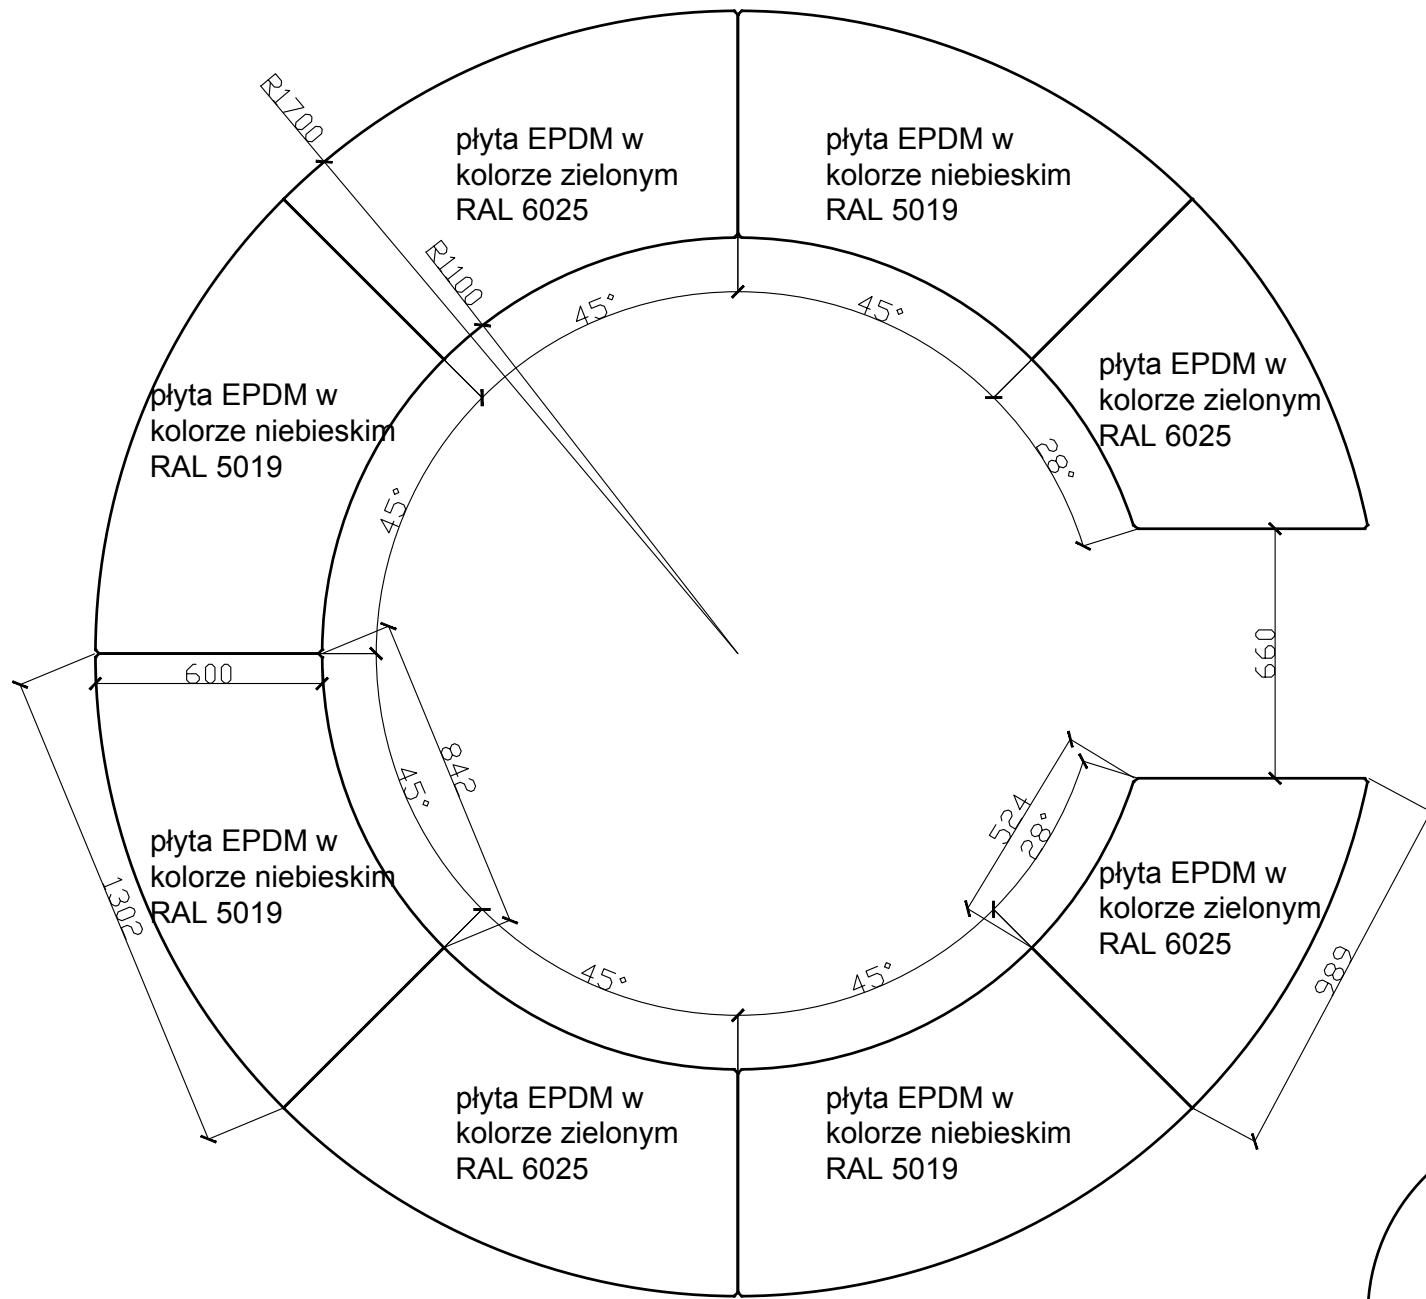 R1700
płyta EPDM w
kolorze zielonym
RAL 6025
płyta EPDM w
kolorze niebieskim
RAL 5019
R1100
45°
45°
płyta EPDM w
kolorze zielonym
RAL 6025
płyta EPDM w
kolorze niebieskim
RAL 5019
28°
45°
660
600
842
45°
524
28°
płyta EPDM w
kolorze niebieskim
RAL 5019
1302
płyta EPDM w
kolorze zielonym
RAL 6025
989
45°
45°
płyta EPDM w
kolorze zielonym
RAL 6025
płyta EPDM w
kolorze niebieskim
RAL 5019